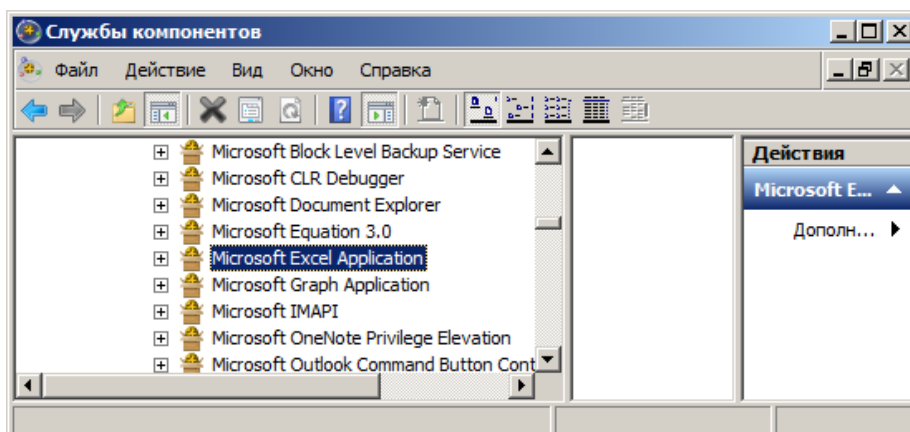 Службы компонентов
Файл Действие Вид Окно Справка
Microsoft Block Level Backup Service
Microsoft CLR Debugger
Microsoft Document Explorer
Microsoft Equation 3.0
Microsoft Excel Application
Microsoft Graph Application
Microsoft IMAPI
Microsoft OneNote Privilege Elevation
Microsoft Outlook Command Button Cont
Действия
Microsoft E...
Дополн...